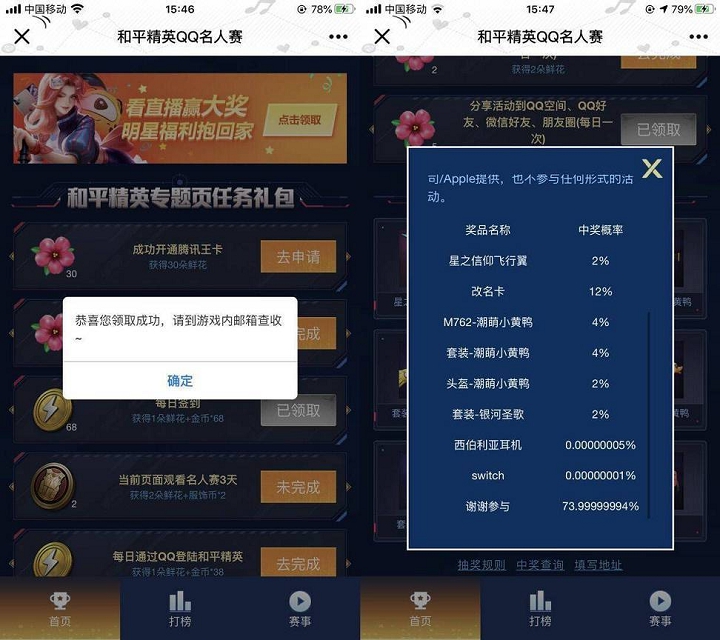 中国移动
15:46
78%
和平精英QQ名人赛
看直播赢大奖
明星福利抱回家
点击领取
和平精英专题页任务礼包
成功开通腾讯王卡
获得30朵鲜花
30
去申请
恭喜您领取成功，请到游戏内邮箱查收
~
确定
完成
每日签到
获得1朵鲜花+金币*68
68
已领取
当前页面观看名人赛3天
获得2朵鲜花+服饰币*2
2
未完成
每日通过QQ登陆和平精英
获得1朵鲜花+金币*38
去完成
首页
打榜
赛事
中国移动
15:47
79%
和平精英QQ名人赛
获得2朵鲜花
2
去完成
分享活动到QQ空间、QQ好
友、微信好友、朋友圈(每日一
次)
5
已领取
司/Apple提供，也不参与任何形式的活
动。
奖品名称
中奖概率
星之信仰飞行翼
2%
改名卡
12%
M762-潮萌小黄鸭
4%
套装-潮萌小黄鸭
4%
头盔-潮萌小黄鸭
2%
套装-银河圣歌
2%
西伯利亚耳机
0.00000005%
switch
0.00000001%
谢谢参与
73.99999994%
抽奖规则
中奖查询
填写地址
首页
打榜
赛事